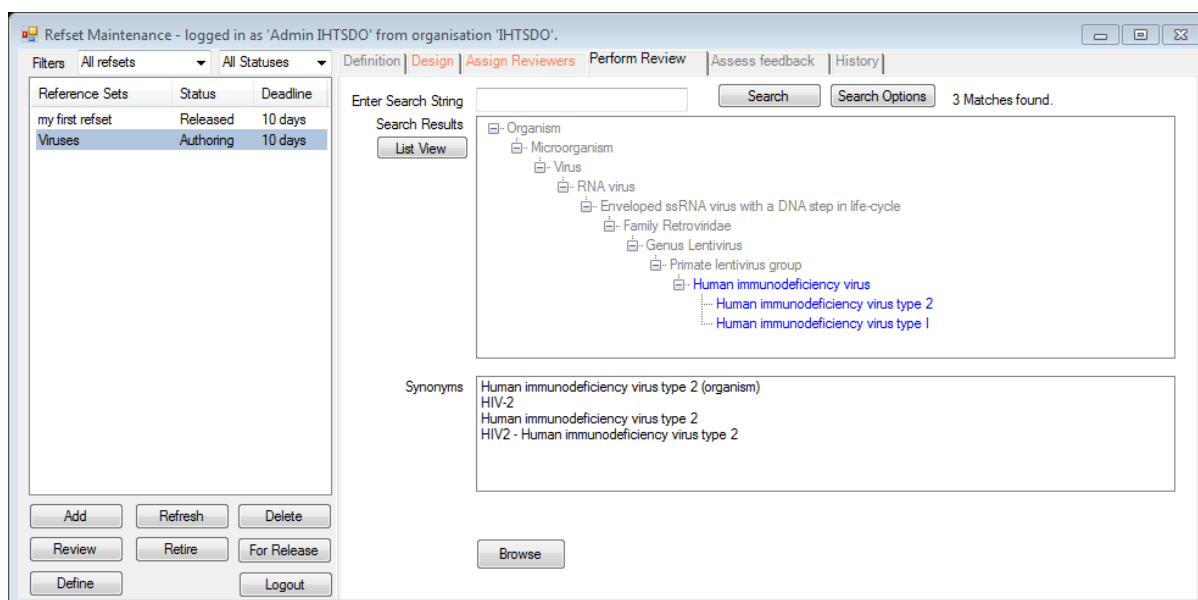 Refset Maintenance - logged in as 'Admin IHTSDO' from organisation 'IHTSDO'.
Filters All refsets All Statuses
Definition Design Assign Reviewers Perform Review Assess feedback History
Reference Sets Status Deadline
my first refset Released 10 days
Viruses Authoring 10 days
Add Refresh Delete
Review Retire For Release
Define Logout
Enter Search String Search Search Options 3 Matches found.
Search Results
List View
Organism
Microorganism
Virus
RNA virus
Enveloped ssRNA virus with a DNA step in life-cycle
Family Retroviridae
Genus Lentivirus
Primate lentivirus group
Human immunodeficiency virus
Human immunodeficiency virus type 2
Human immunodeficiency virus type I
Synonyms
Human immunodeficiency virus type 2 (organism)
HIV-2
Human immunodeficiency virus type 2
HIV2 - Human immunodeficiency virus type 2
Browse